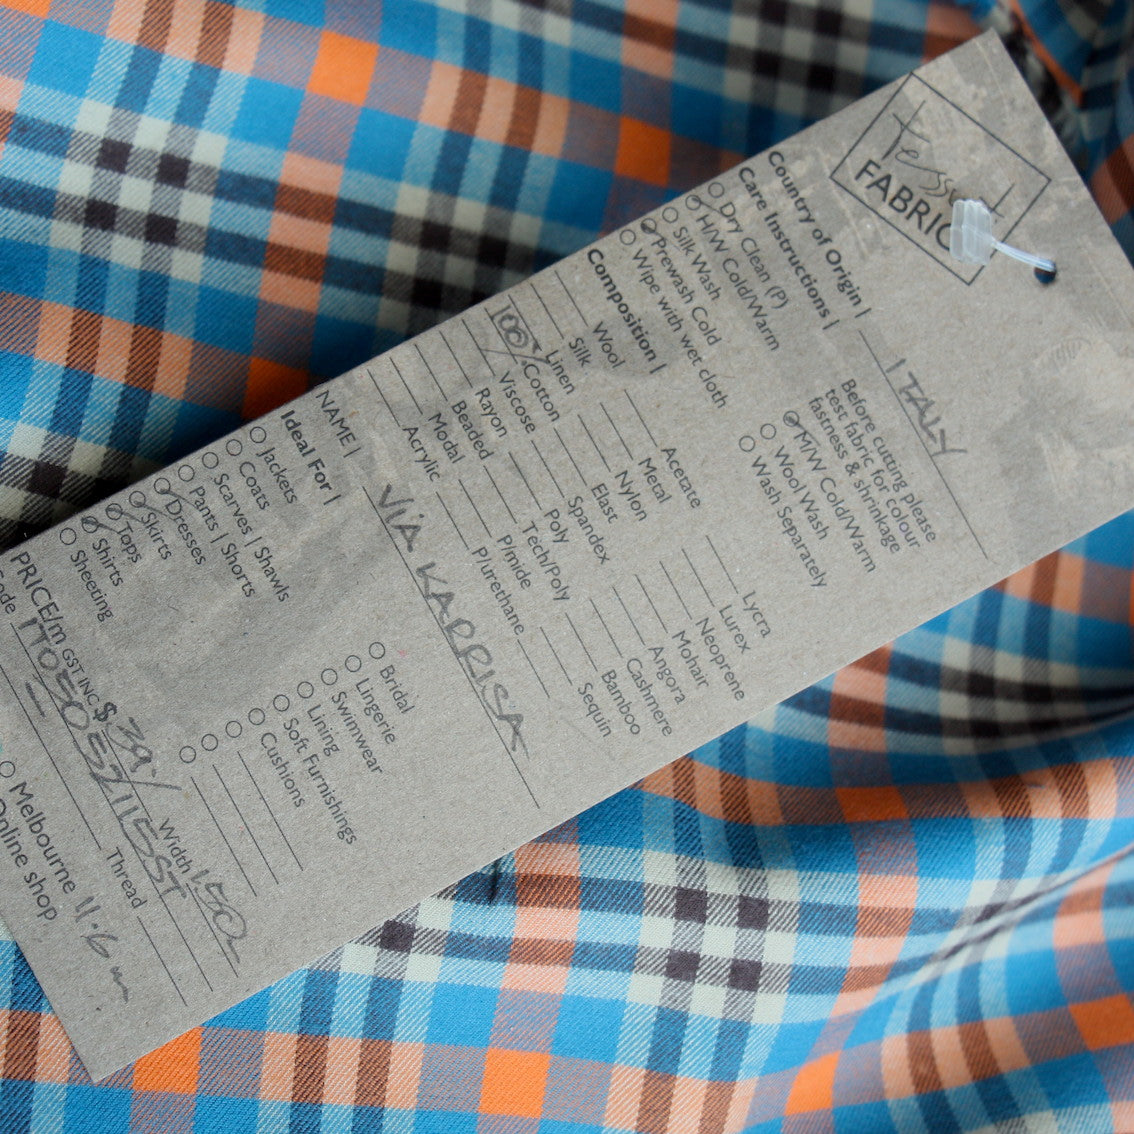 Tessuti
FABRICS
Country of Origin | ITALY
Care Instructions |
Dry Clean (P)
H/W Cold/Warm
Silk Wash
Prewash Cold
Wipe with wet cloth
Before cutting please
test fabric for colour
fastness & shrinkage
M/W Cold/Warm
Wool Wash
Wash Separately
Composition |
Wool
Silk
Linen
100% Cotton
Viscose
Rayon
Beaded
Modal
Acrylic
Acetate
Metal
Nylon
Elast
Spandex
Poly
Tech/Poly
P/mide
P/urethane
Lycra
Lurex
Neoprene
Mohair
Angora
Cashmere
Bamboo
Sequin
NAME | VIA KARRISA
Ideal For |
Jackets
Coats
Scarves | Shawls
Pants | Shorts
Dresses
Skirts
Tops
Shirts
Sheeting
Bridal
Lingerie
Swimwear
Lining
Soft Furnishings
Cushions
PRICE/m GST INC $ 39./ Width 1.50
Thread
Melbourne 11.6m
Online shop